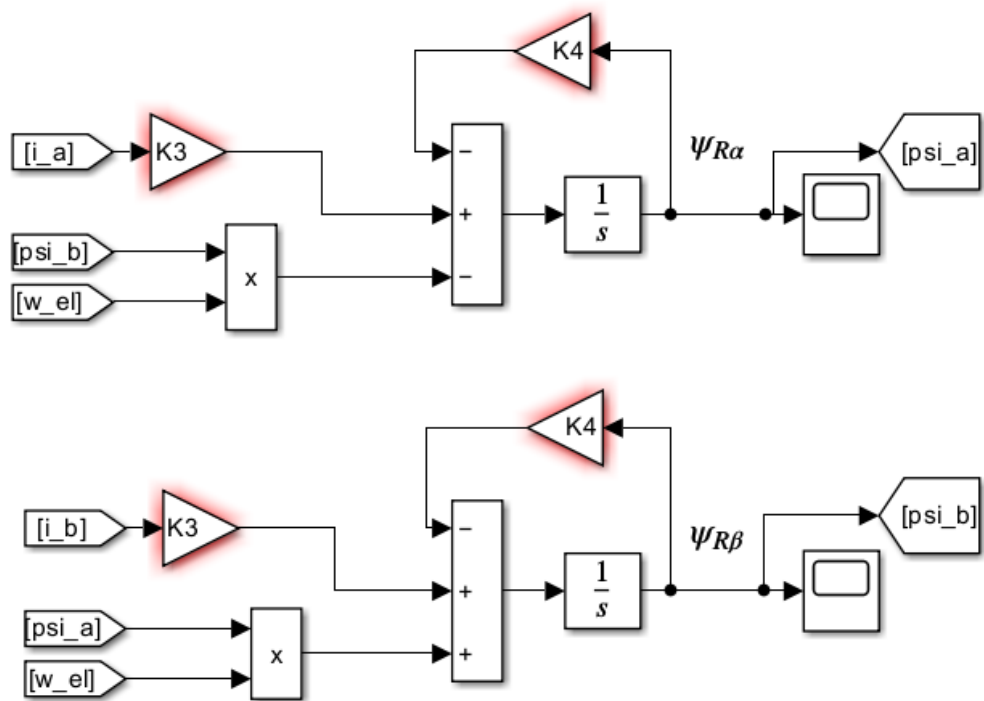 K4
[i_a]
K3
−
ψRα
[psi_a]
+
1
s
[psi_b]
x
−
[w_el]
K4
[i_b]
K3
−
ψRβ
[psi_b]
+
1
s
[psi_a]
x
+
[w_el]